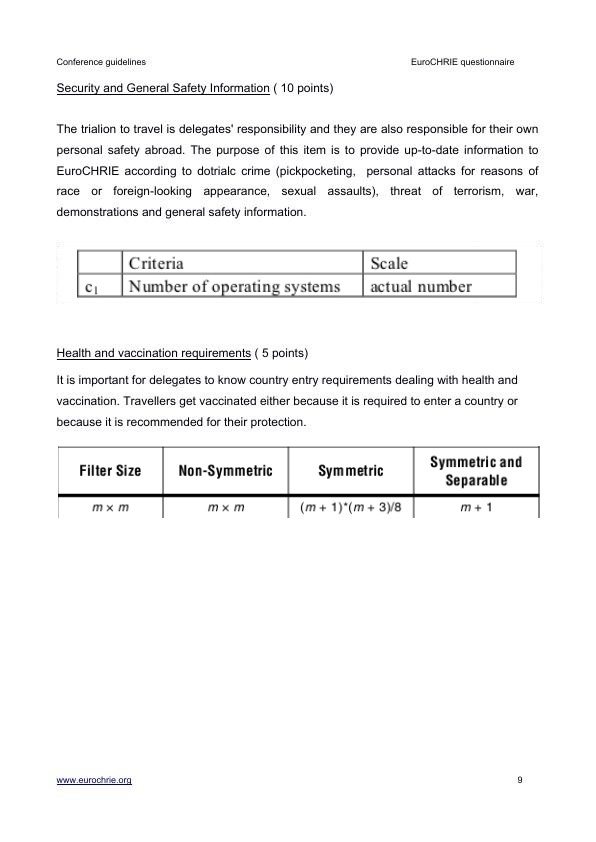 Conference guidelines EuroCHRIE questionnaire
Security and General Safety Information ( 10 points)
The trialion to travel is delegates' responsibility and they are also responsible for their own
personal safety abroad. The purpose of this item is to provide up-to-date information to
EuroCHRIE according to dotrialc crime (pickpocketing, personal attacks for reasons of
race or foreign-looking appearance, sexual assaults), threat of terrorism, war,
demonstrations and general safety information.
Criteria Scale
c₁ Number of operating systems actual number
Health and vaccination requirements ( 5 points)
It is important for delegates to know country entry requirements dealing with health and
vaccination. Travellers get vaccinated either because it is required to enter a country or
because it is recommended for their protection.
Filter Size Non-Symmetric Symmetric Symmetric and
Separable
m × m m × m (m + 1)*(m + 3)/8 m + 1
www.eurochrie.org 9